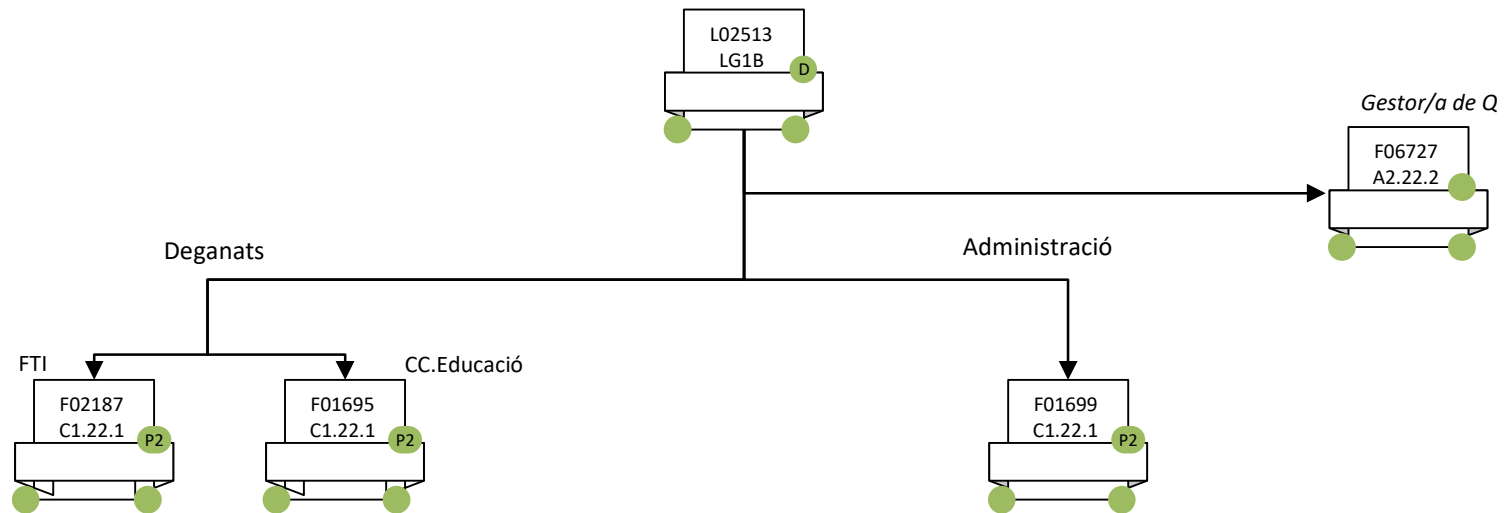 L02513
LG1B
D
Gestor/a de Q
F06727
A2.22.2
Deganats
Administració
FTI
CC.Educació
F02187
C1.22.1
P2
F01695
C1.22.1
P2
F01699
C1.22.1
P2